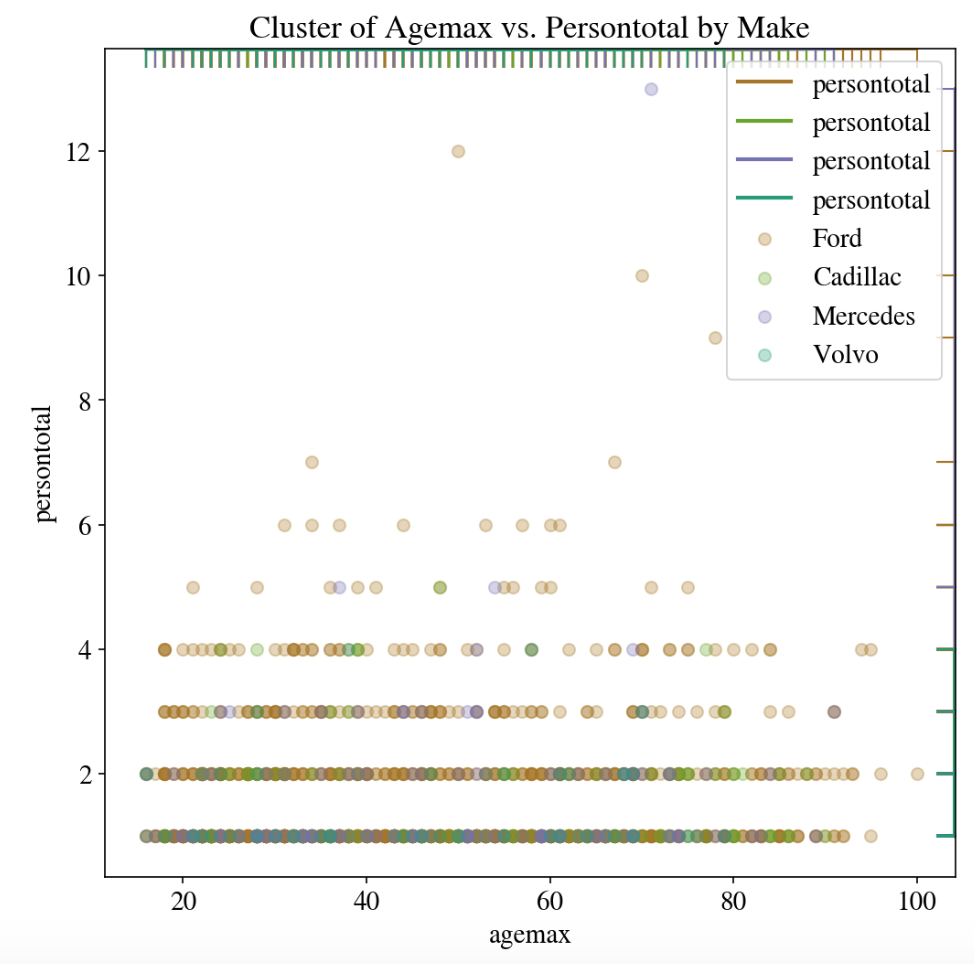 Cluster of Agemax vs. Persontotal by Make
persontotal
persontotal
persontotal
persontotal
Ford
Cadillac
Mercedes
Volvo
12
10
8
6
4
2
persontotal
20 40 60 80 100
agemax